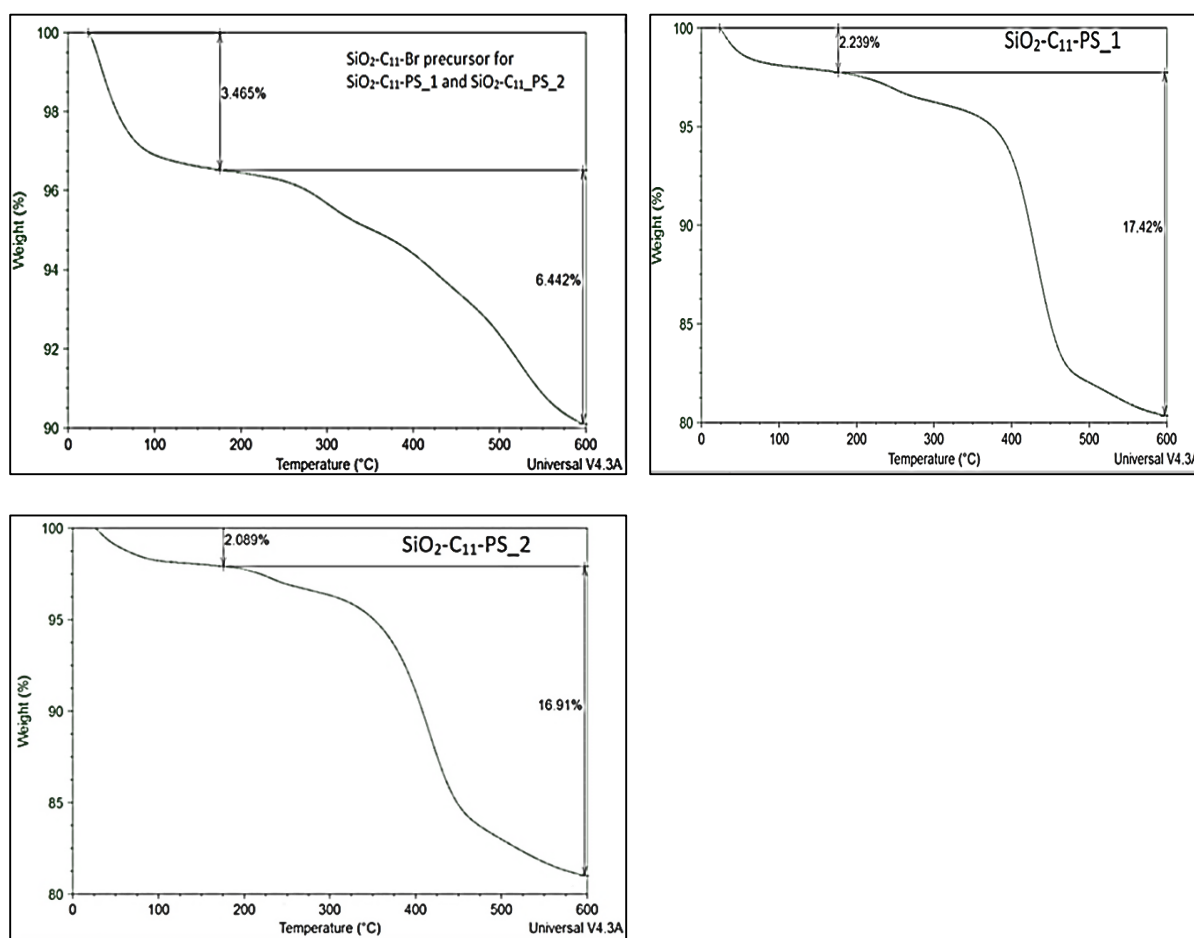 100
98
96
94
92
90
Weight (%)
3.465%
SiO₂-C₁₁-Br precursor for
SiO₂-C₁₁-PS_1 and SiO₂-C₁₁_PS_2
6.442%
0 100 200 300 400 500 600
Temperature (°C)
Universal V4.3A
100
95
90
85
80
Weight (%)
2.239%
SiO₂-C₁₁-PS_1
17.42%
0 100 200 300 400 500 600
Temperature (°C)
Universal V4.3A
100
95
90
85
80
Weight (%)
2.089%
SiO₂-C₁₁-PS_2
16.91%
0 100 200 300 400 500 600
Temperature (°C)
Universal V4.3A